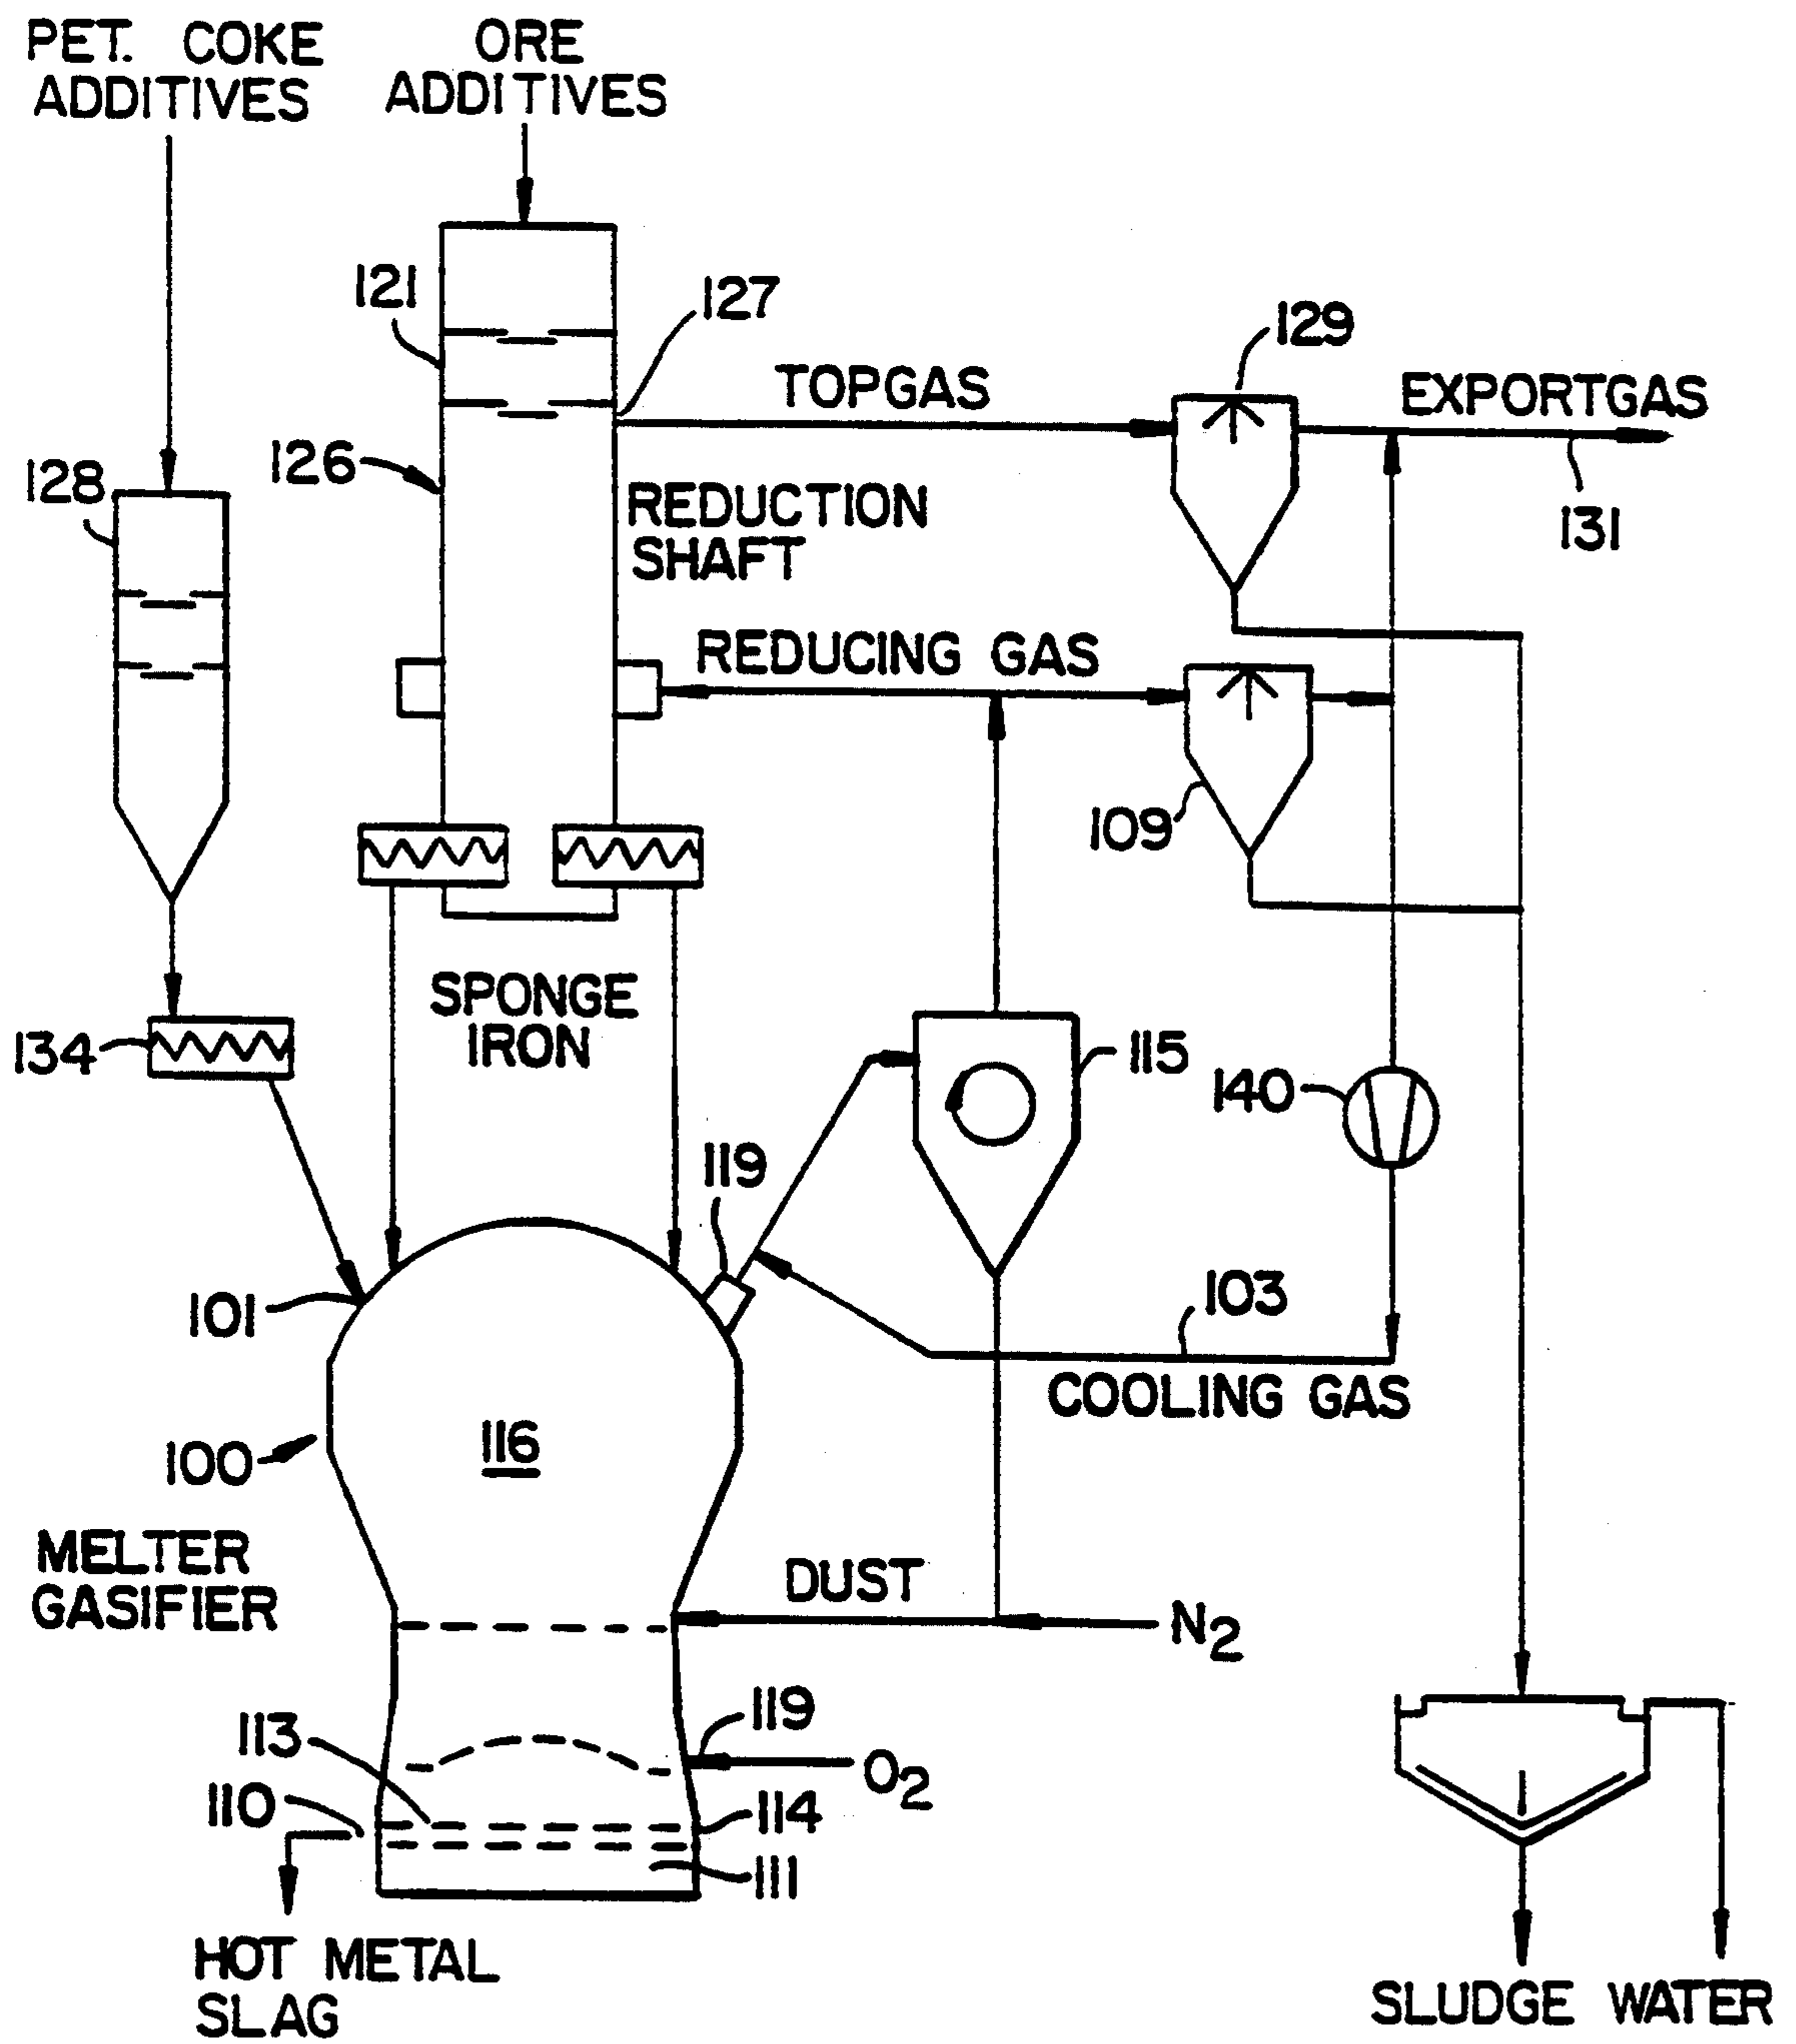 PET. COKE
ADDITIVES
ORE
ADDITIVES
121
127
129
TOPGAS
EXPORTGAS
126
128
REDUCTION
SHAFT
131
REDUCING GAS
109
SPONGE
IRON
134
115
140
119
101
103
COOLING GAS
116
100
MELTER
GASIFIER
DUST
N2
119
113
O2
110
114
111
HOT METAL
SLAG
SLUDGE WATER